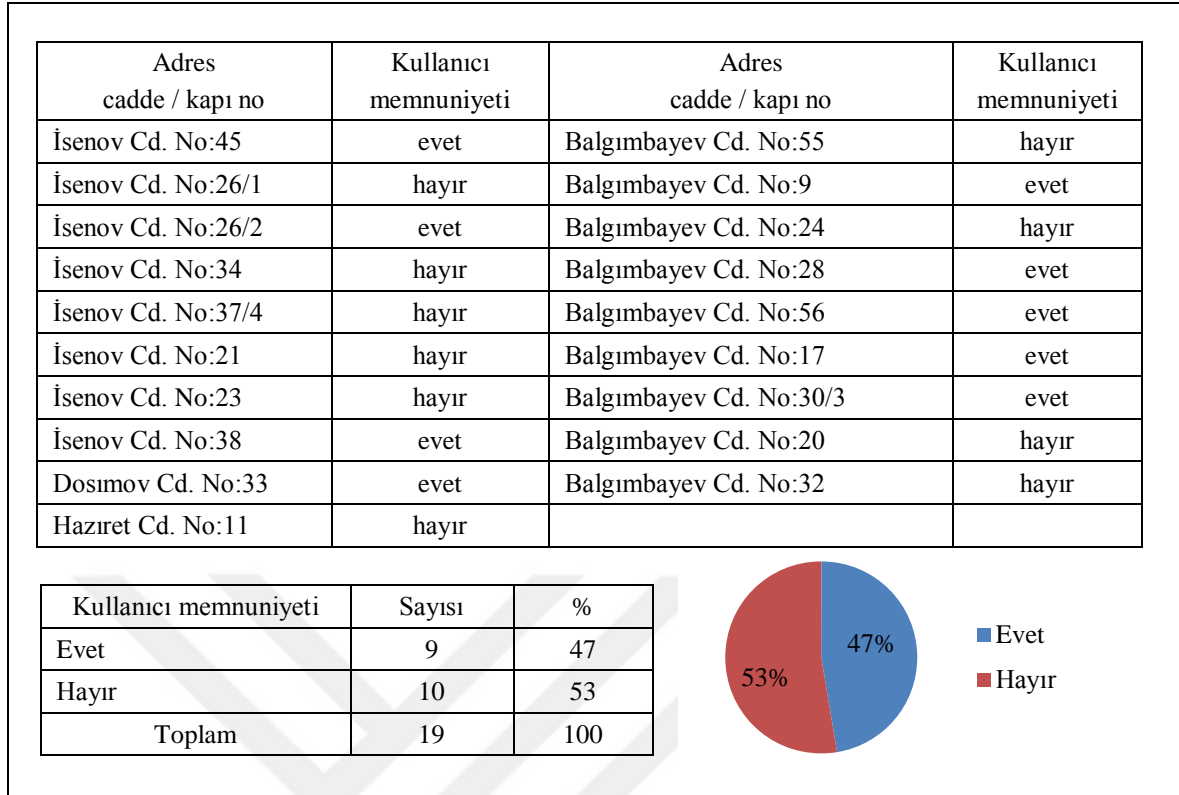 Adres cadde / kapı no Kullanıcı memnuniyeti Adres cadde / kapı no Kullanıcı memnuniyeti
İsenov Cd. No:45 evet Balgımbayev Cd. No:55 hayır
İsenov Cd. No:26/1 hayır Balgımbayev Cd. No:9 evet
İsenov Cd. No:26/2 evet Balgımbayev Cd. No:24 hayır
İsenov Cd. No:34 hayır Balgımbayev Cd. No:28 evet
İsenov Cd. No:37/4 hayır Balgımbayev Cd. No:56 evet
İsenov Cd. No:21 hayır Balgımbayev Cd. No:17 evet
İsenov Cd. No:23 hayır Balgımbayev Cd. No:30/3 evet
İsenov Cd. No:38 evet Balgımbayev Cd. No:20 hayır
Dosımov Cd. No:33 evet Balgımbayev Cd. No:32 hayır
Hazıret Cd. No:11 hayır
Kullanıcı memnuniyeti Sayısı %
Evet 9 47
Hayır 10 53
Toplam 19 100
47%
53%
Evet
Hayır